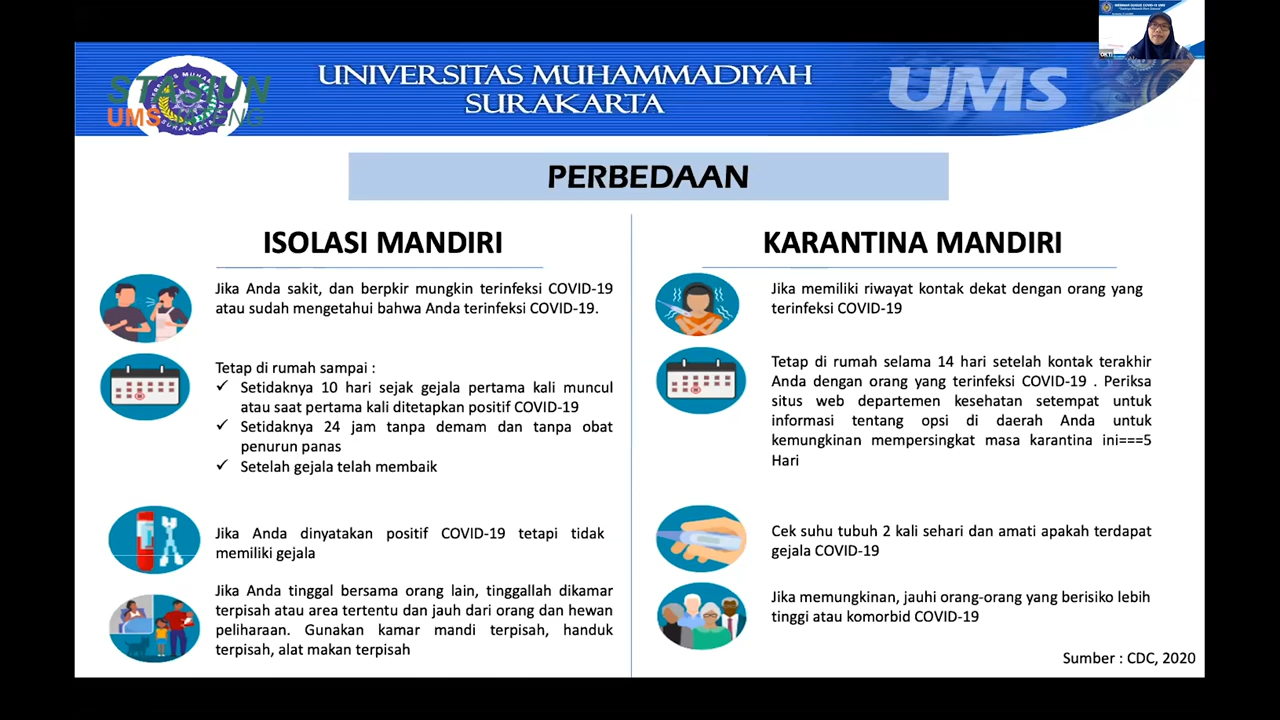 WEBINAR SATGAS COVID-19 UMS
STASIUN
UMS
SURAKARTA
UNIVERSITAS MUHAMMADIYAH
SURAKARTA
UMS
PERBEDAAN
ISOLASI MANDIRI
Jika Anda sakit, dan berpkir mungkin terinfeksi COVID-19
atau sudah mengetahui bahwa Anda terinfeksi COVID-19.
Tetap di rumah sampai :
✓ Setidaknya 10 hari sejak gejala pertama kali muncul
atau saat pertama kali ditetapkan positif COVID-19
✓ Setidaknya 24 jam tanpa demam dan tanpa obat
penurun panas
✓ Setelah gejala telah membaik
Jika Anda dinyatakan positif COVID-19 tetapi tidak
memiliki gejala
Jika Anda tinggal bersama orang lain, tinggallah dikamar
terpisah atau area tertentu dan jauh dari orang dan hewan
peliharaan. Gunakan kamar mandi terpisah, handuk
terpisah, alat makan terpisah
KARANTINA MANDIRI
Jika memiliki riwayat kontak dekat dengan orang yang
terinfeksi COVID-19
Tetap di rumah selama 14 hari setelah kontak terakhir
Anda dengan orang yang terinfeksi COVID-19 . Periksa
situs web departemen kesehatan setempat untuk
informasi tentang opsi di daerah Anda untuk
kemungkinan mempersingkat masa karantina ini===5
Hari
Cek suhu tubuh 2 kali sehari dan amati apakah terdapat
gejala COVID-19
Jika memungkinan, jauhi orang-orang yang berisiko lebih
tinggi atau komorbid COVID-19
Sumber : CDC, 2020